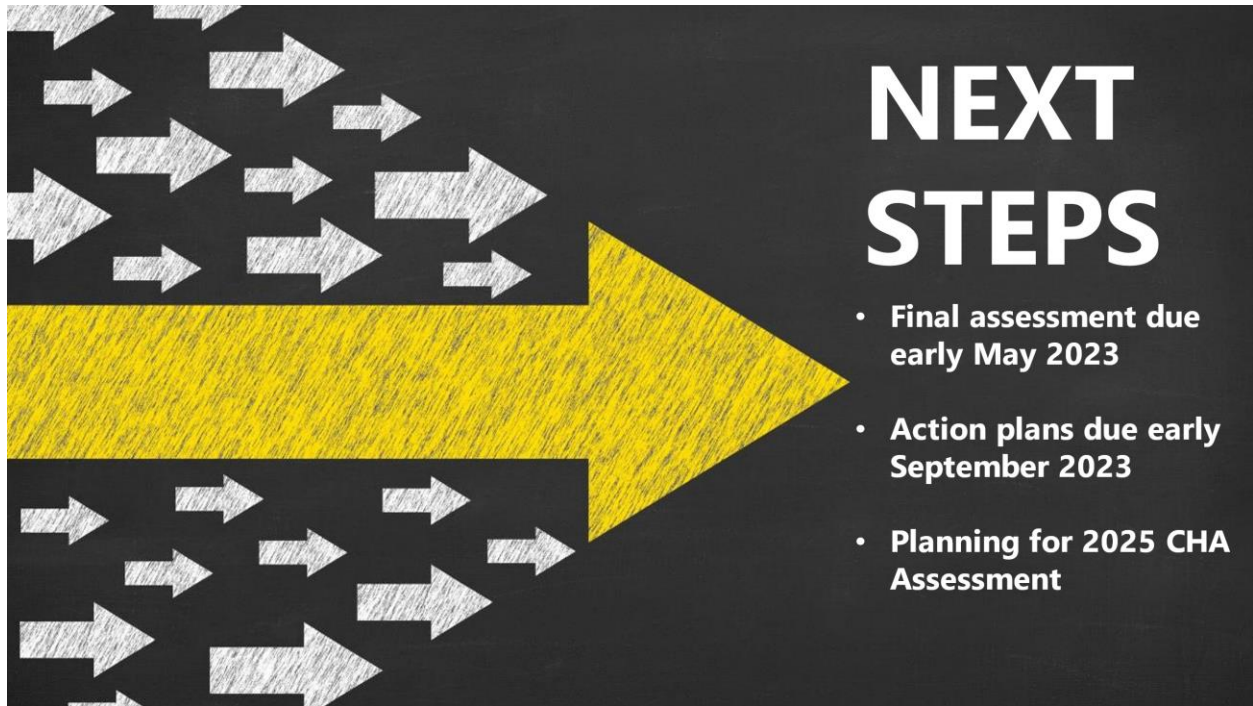 NEXT
STEPS
• Final assessment due
early May 2023
• Action plans due early
September 2023
• Planning for 2025 CHA
Assessment